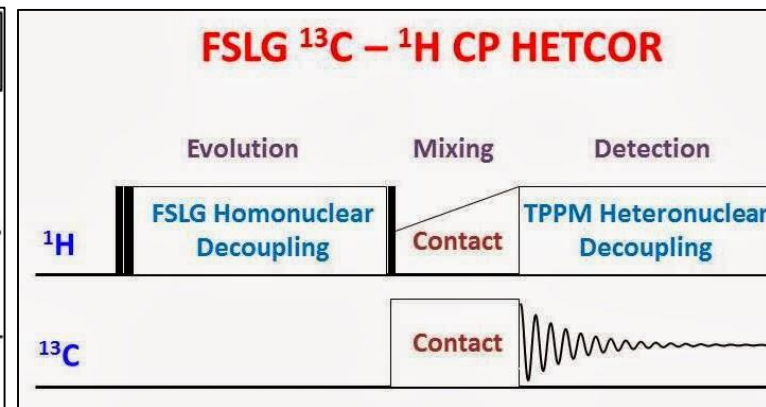 FSLG ¹³C – ¹H CP HETCOR
Evolution Mixing Detection
¹H FSLG Homonuclear Decoupling Contact TPPM Heteronuclear Decoupling
¹³C Contact